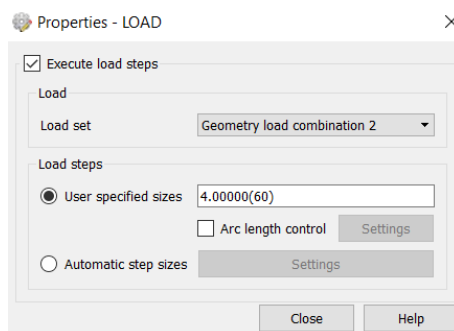 Properties - LOAD
Execute load steps
Load
Load set Geometry load combination 2
Load steps
User specified sizes 4.00000(60)
Arc length control Settings
Automatic step sizes Settings
Close Help